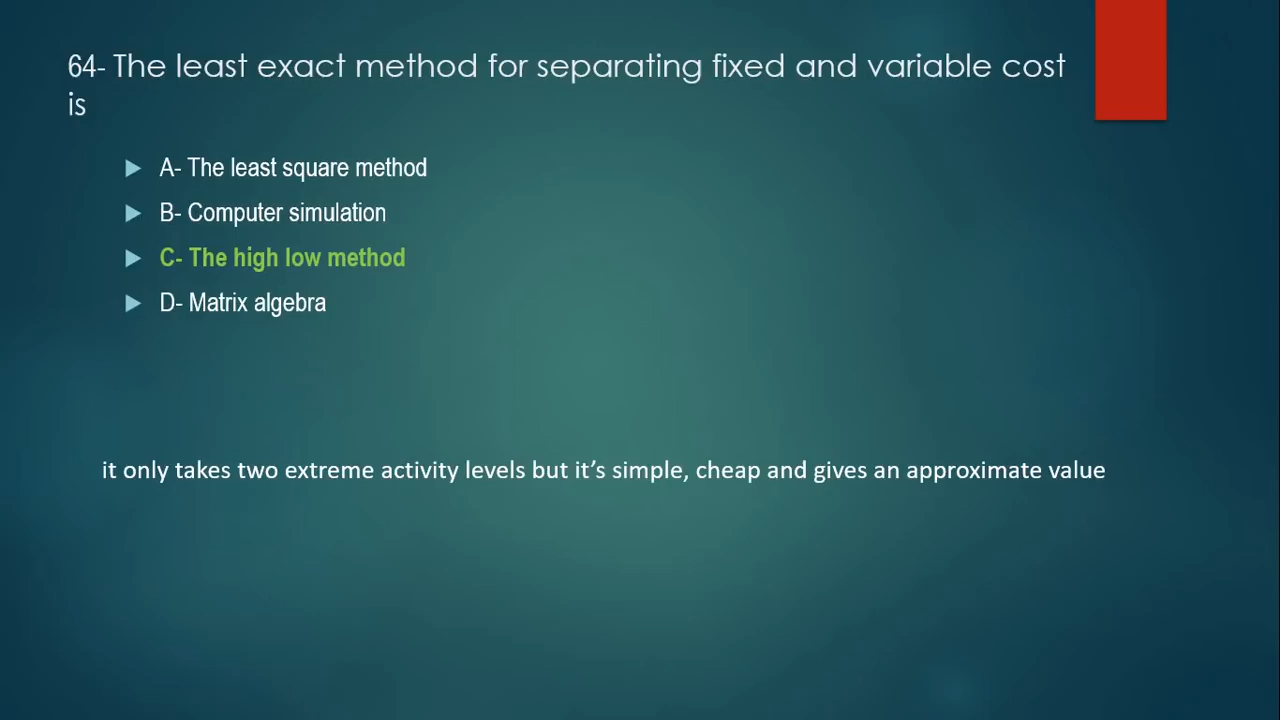 64- The least exact method for separating fixed and variable cost
is
A- The least square method
B- Computer simulation
C- The high low method
D- Matrix algebra
it only takes two extreme activity levels but it’s simple, cheap and gives an approximate value